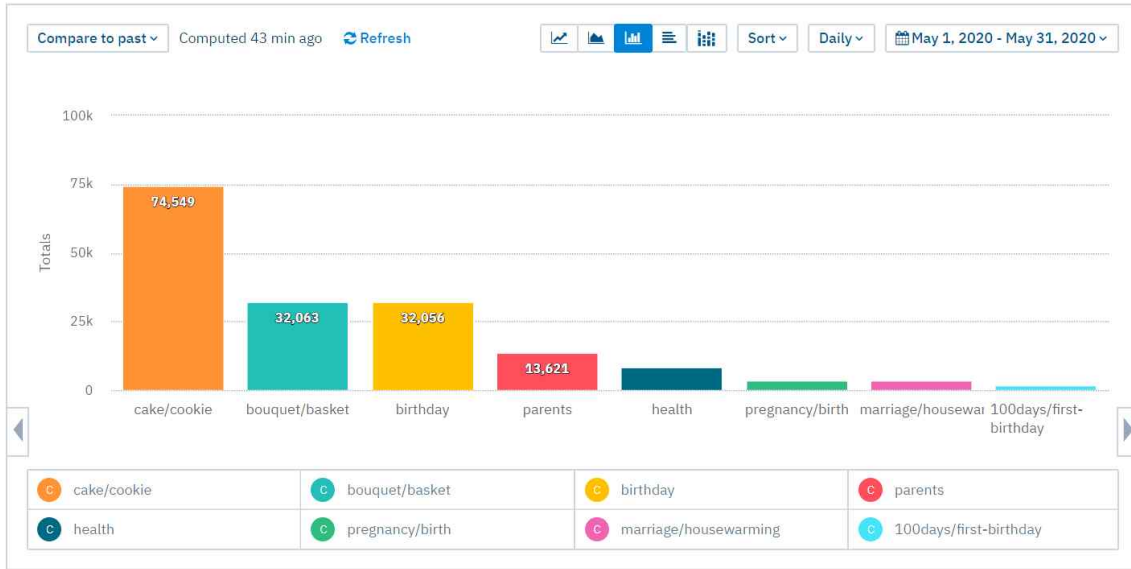 Compare to past Computed 43 min ago Refresh Sort Daily May 1, 2020 - May 31, 2020
100k
75k
74,549
50k
Totals
32,063 32,056
25k
13,621
0
cake/cookie bouquet/basket birthday parents health pregnancy/birth marriage/housewar 100days/first-
birthday
C cake/cookie C bouquet/basket C birthday C parents
C health C pregnancy/birth C marriage/housewarming C 100days/first-birthday